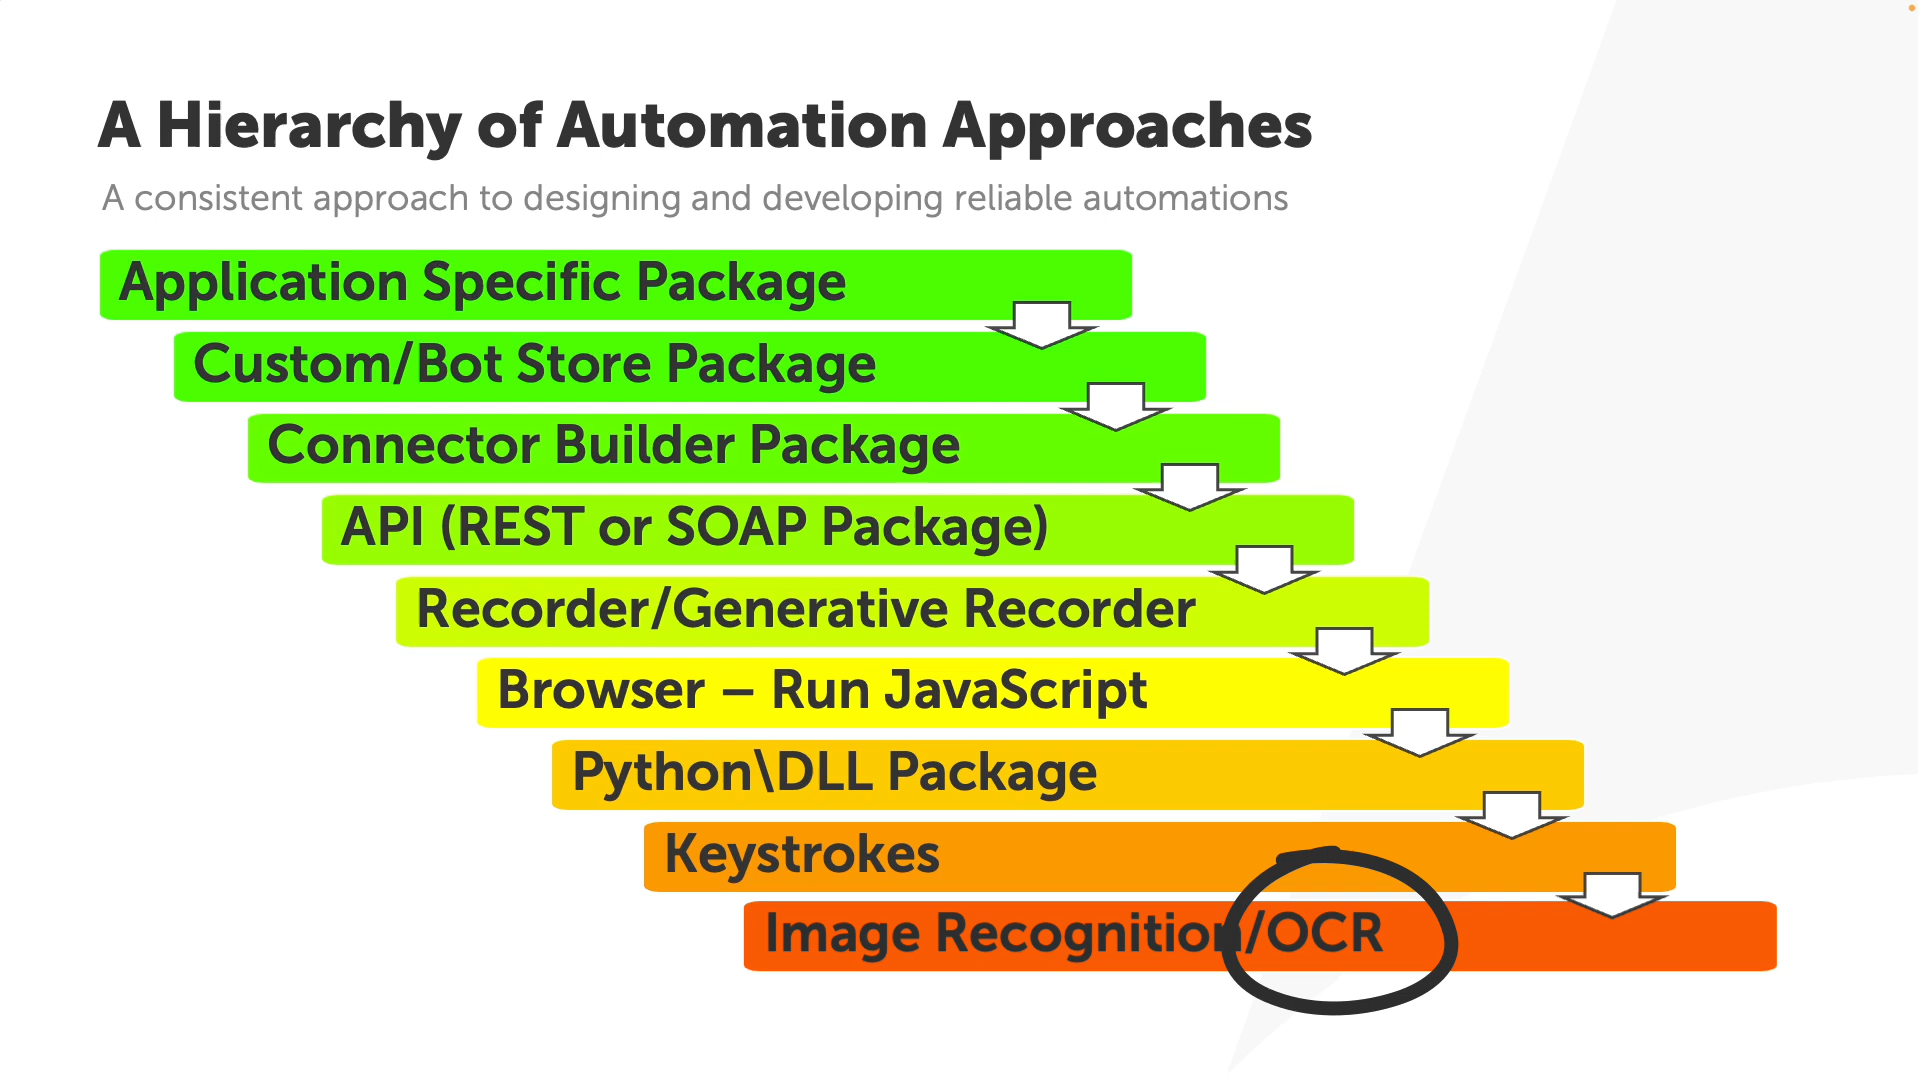 A Hierarchy of Automation Approaches
A consistent approach to designing and developing reliable automations
Application Specific Package
Custom/Bot Store Package
Connector Builder Package
API (REST or SOAP Package)
Recorder/Generative Recorder
Browser – Run JavaScript
Python\DLL Package
Keystrokes
Image Recognition/OCR